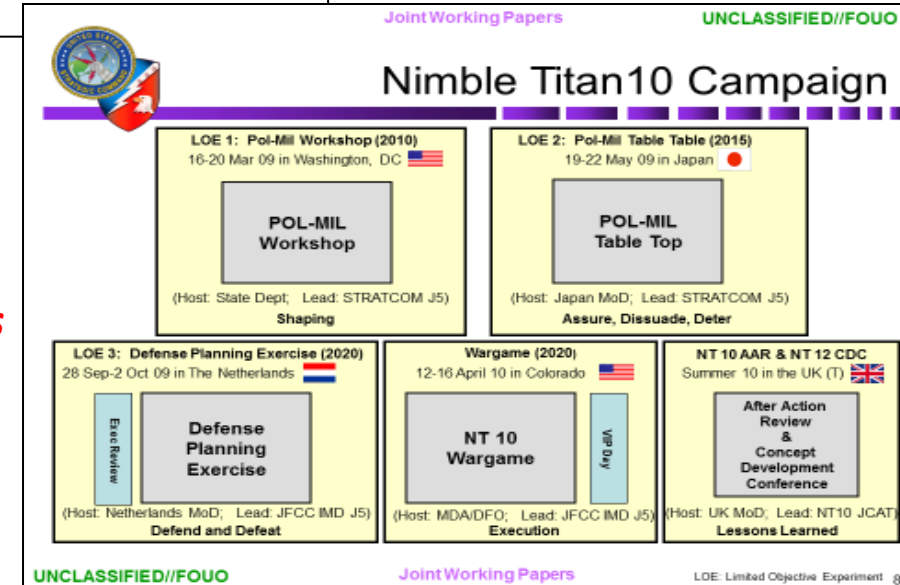 Joint Working Papers
UNCLASSIFIED//FOUO
UNITED STATES
STRATEGIC COMMAND
Nimble Titan10 Campaign
LOE 1: Pol-Mil Workshop (2010)
16-20 Mar 09 in Washington, DC
POL-MIL
Workshop
(Host: State Dept; Lead: STRATCOM J5)
Shaping
LOE 2: Pol-Mil Table Table (2015)
19-22 May 09 in Japan
POL-MIL
Table Top
(Host: Japan MoD; Lead: STRATCOM J5)
Assure, Dissuade, Deter
s
LOE 3: Defense Planning Exercise (2020)
28 Sep-2 Oct 09 in The Netherlands
Exec Review
Defense
Planning
Exercise
(Host: Netherlands MoD; Lead: JFCC IMD J5)
Defend and Defeat
Wargame (2020)
12-16 April 10 in Colorado
NT 10
Wargame
VIP Day
(Host: MDA/DFO; Lead: JFCC IMD J5)
Execution
NT 10 AAR & NT 12 CDC
Summer 10 in the UK (T)
After Action
Review
&
Concept
Development
Conference
(Host: UK MoD; Lead: NT10 JCAT)
Lessons Learned
UNCLASSIFIED//FOUO
Joint Working Papers
LOE: Limited Objective Experiment 8